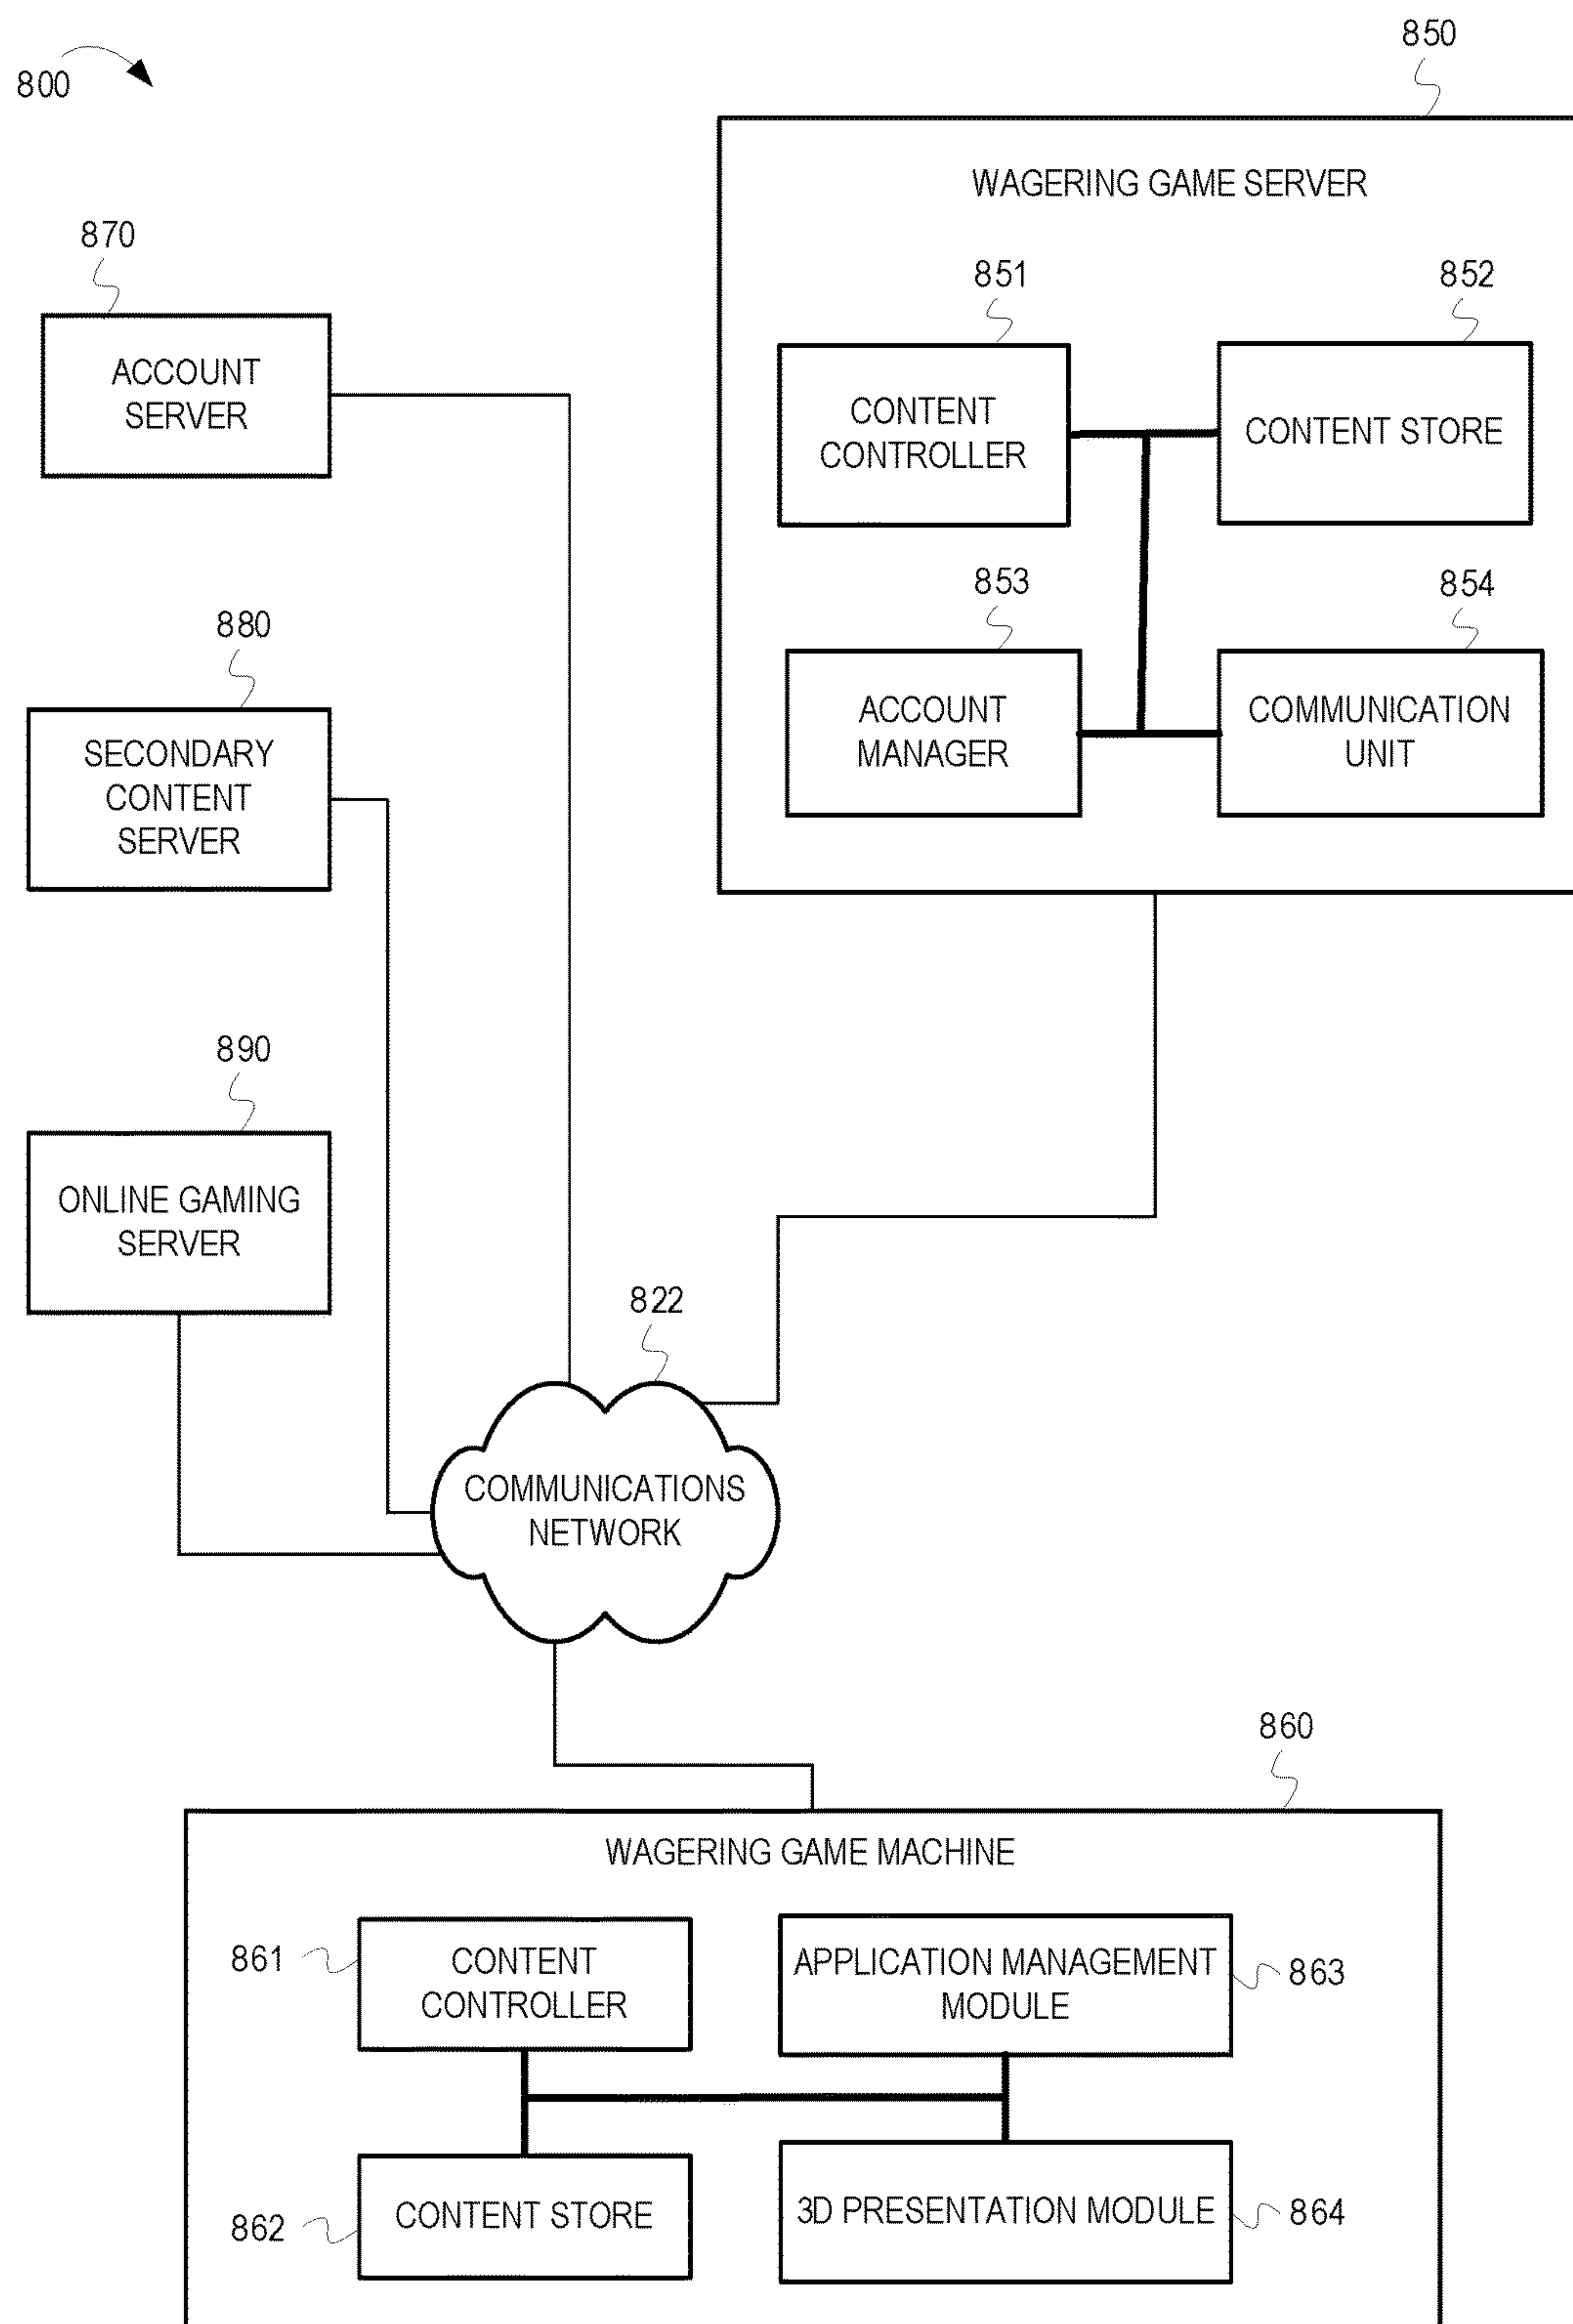 800
850
WAGERING GAME SERVER
851
852
CONTENT
CONTROLLER
CONTENT STORE
853
854
ACCOUNT
MANAGER
COMMUNICATION
UNIT
870
ACCOUNT
SERVER
880
SECONDARY
CONTENT
SERVER
890
ONLINE GAMING
SERVER
822
COMMUNICATIONS
NETWORK
860
WAGERING GAME MACHINE
861
CONTENT
CONTROLLER
APPLICATION MANAGEMENT
MODULE
863
862
CONTENT STORE
3D PRESENTATION MODULE
864